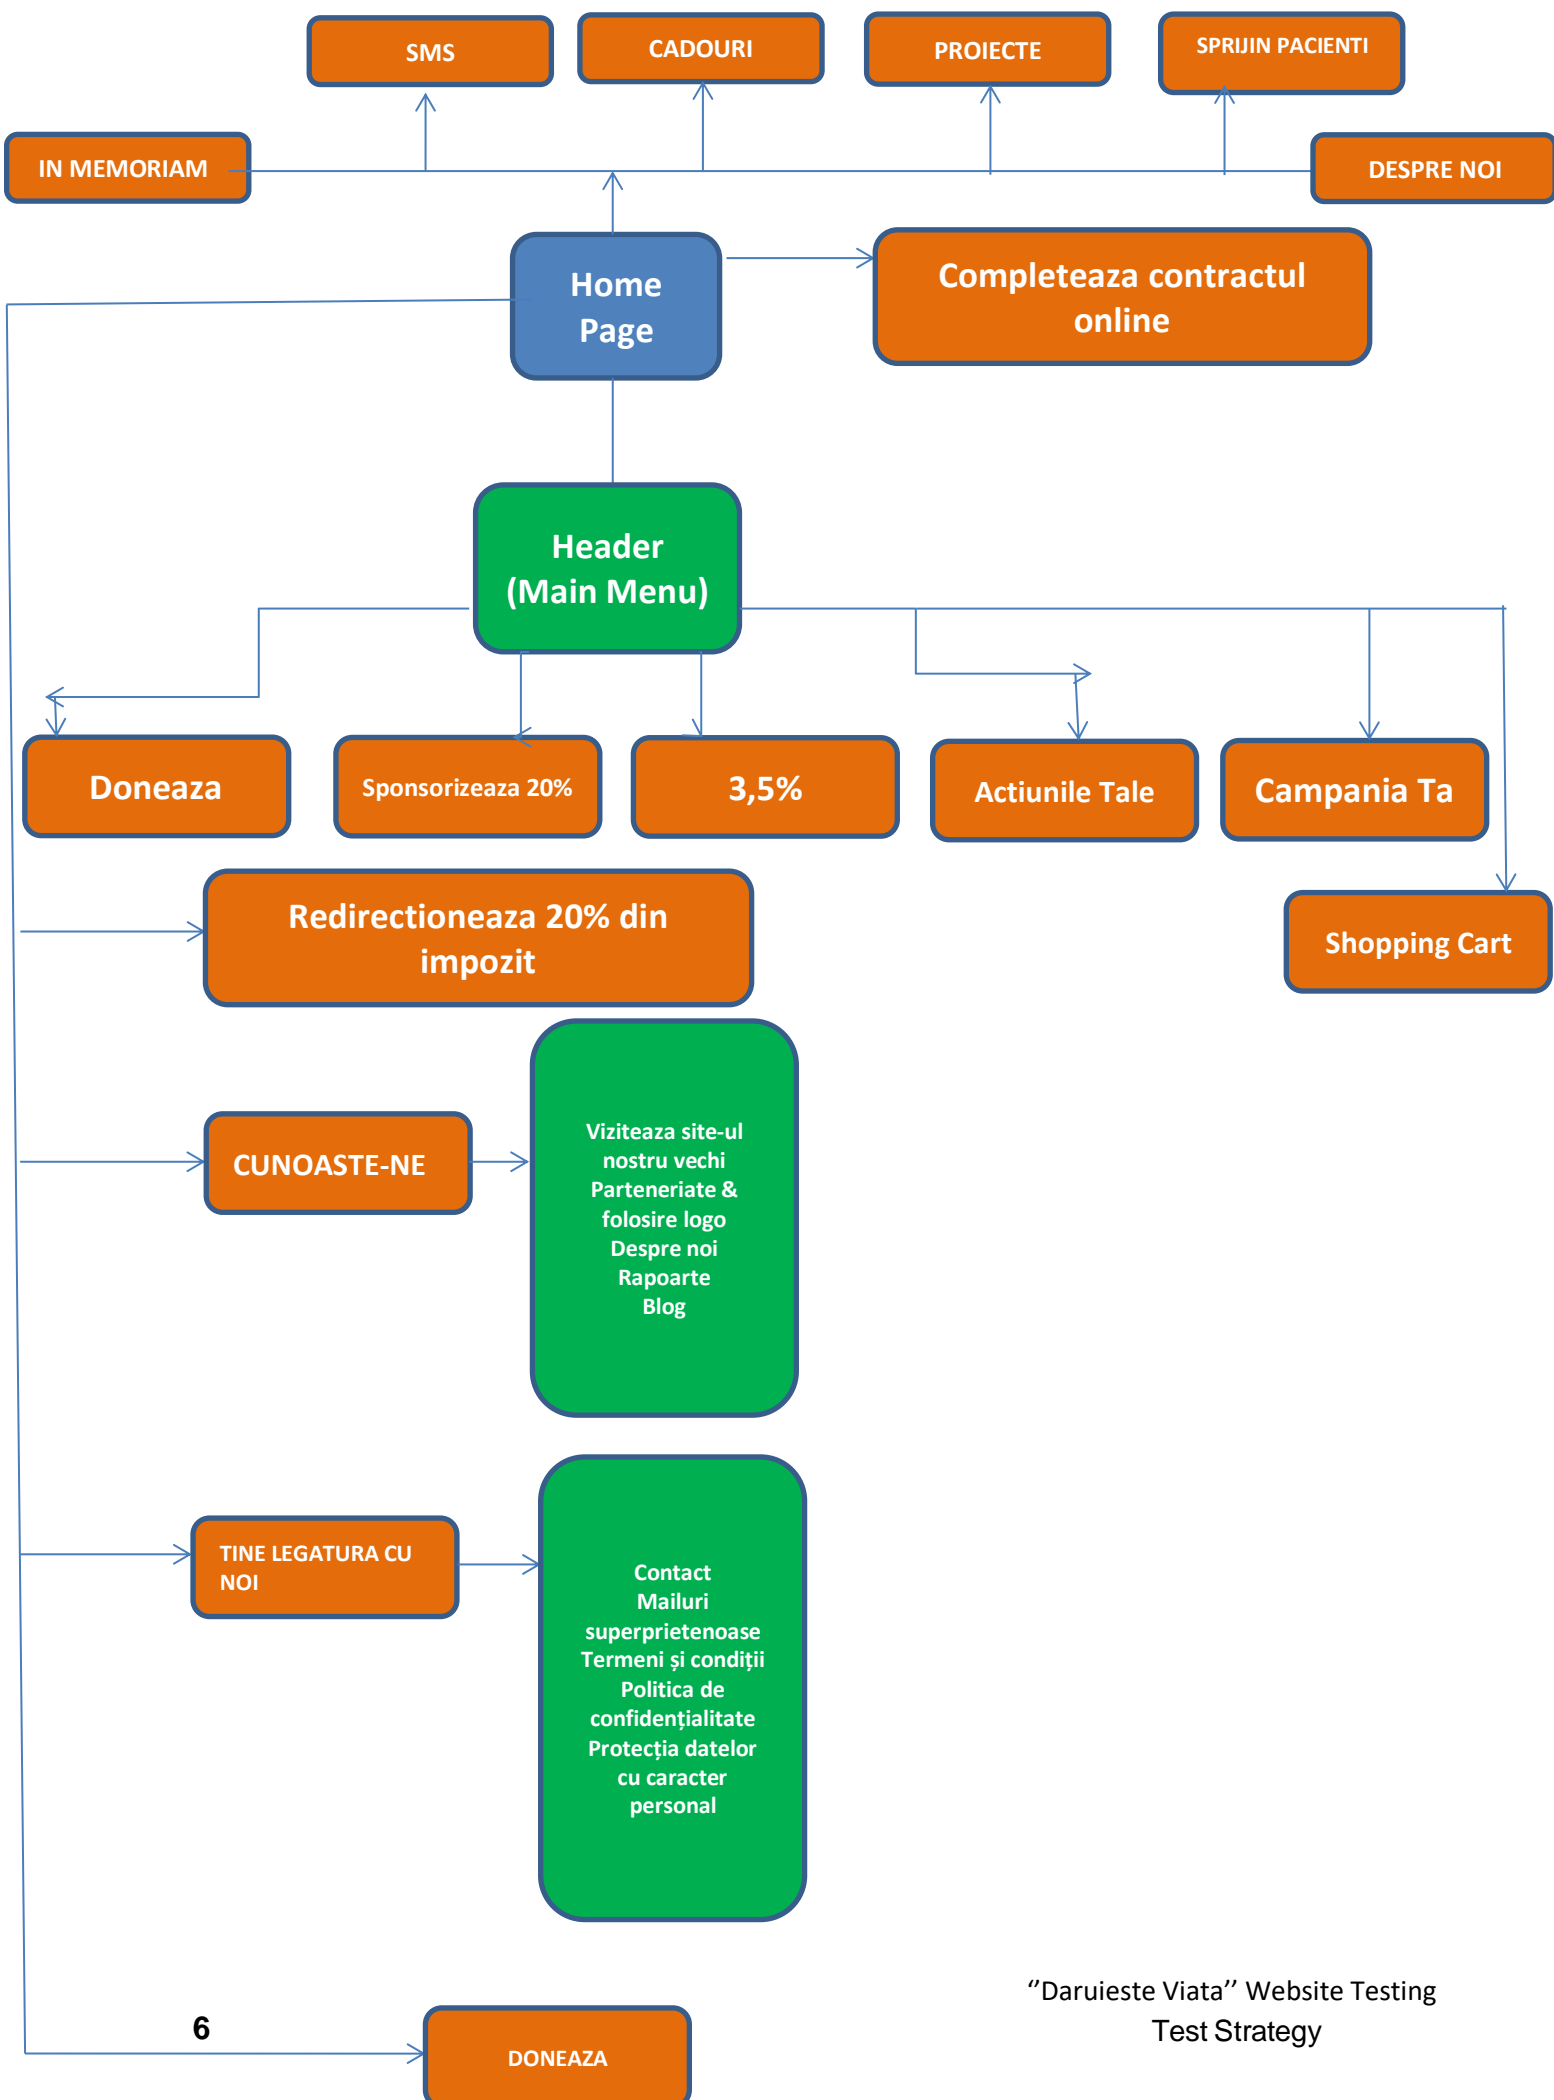 SMS
CADOURI
PROIECTE
SPRIJIN PACIENTI
IN MEMORIAM
DESPRE NOI
Home
Page
Completeaza contractul
online
Header
(Main Menu)
Doneaza
Sponsorizeaza 20%
3,5%
Actiunile Tale
Campania Ta
Redirectioneaza 20% din
impozit
Shopping Cart
CUNOASTE-NE
Viziteaza site-ul
nostru vechi
Parteneriate &
folosire logo
Despre noi
Rapoarte
Blog
TINE LEGATURA CU
NOI
Contact
Mailuri
superprietenoase
Termeni și condiții
Politica de
confidențialitate
Protecția datelor
cu caracter
personal
‘’Daruieste Viata’’ Website Testing
Test Strategy
6
DONEAZA